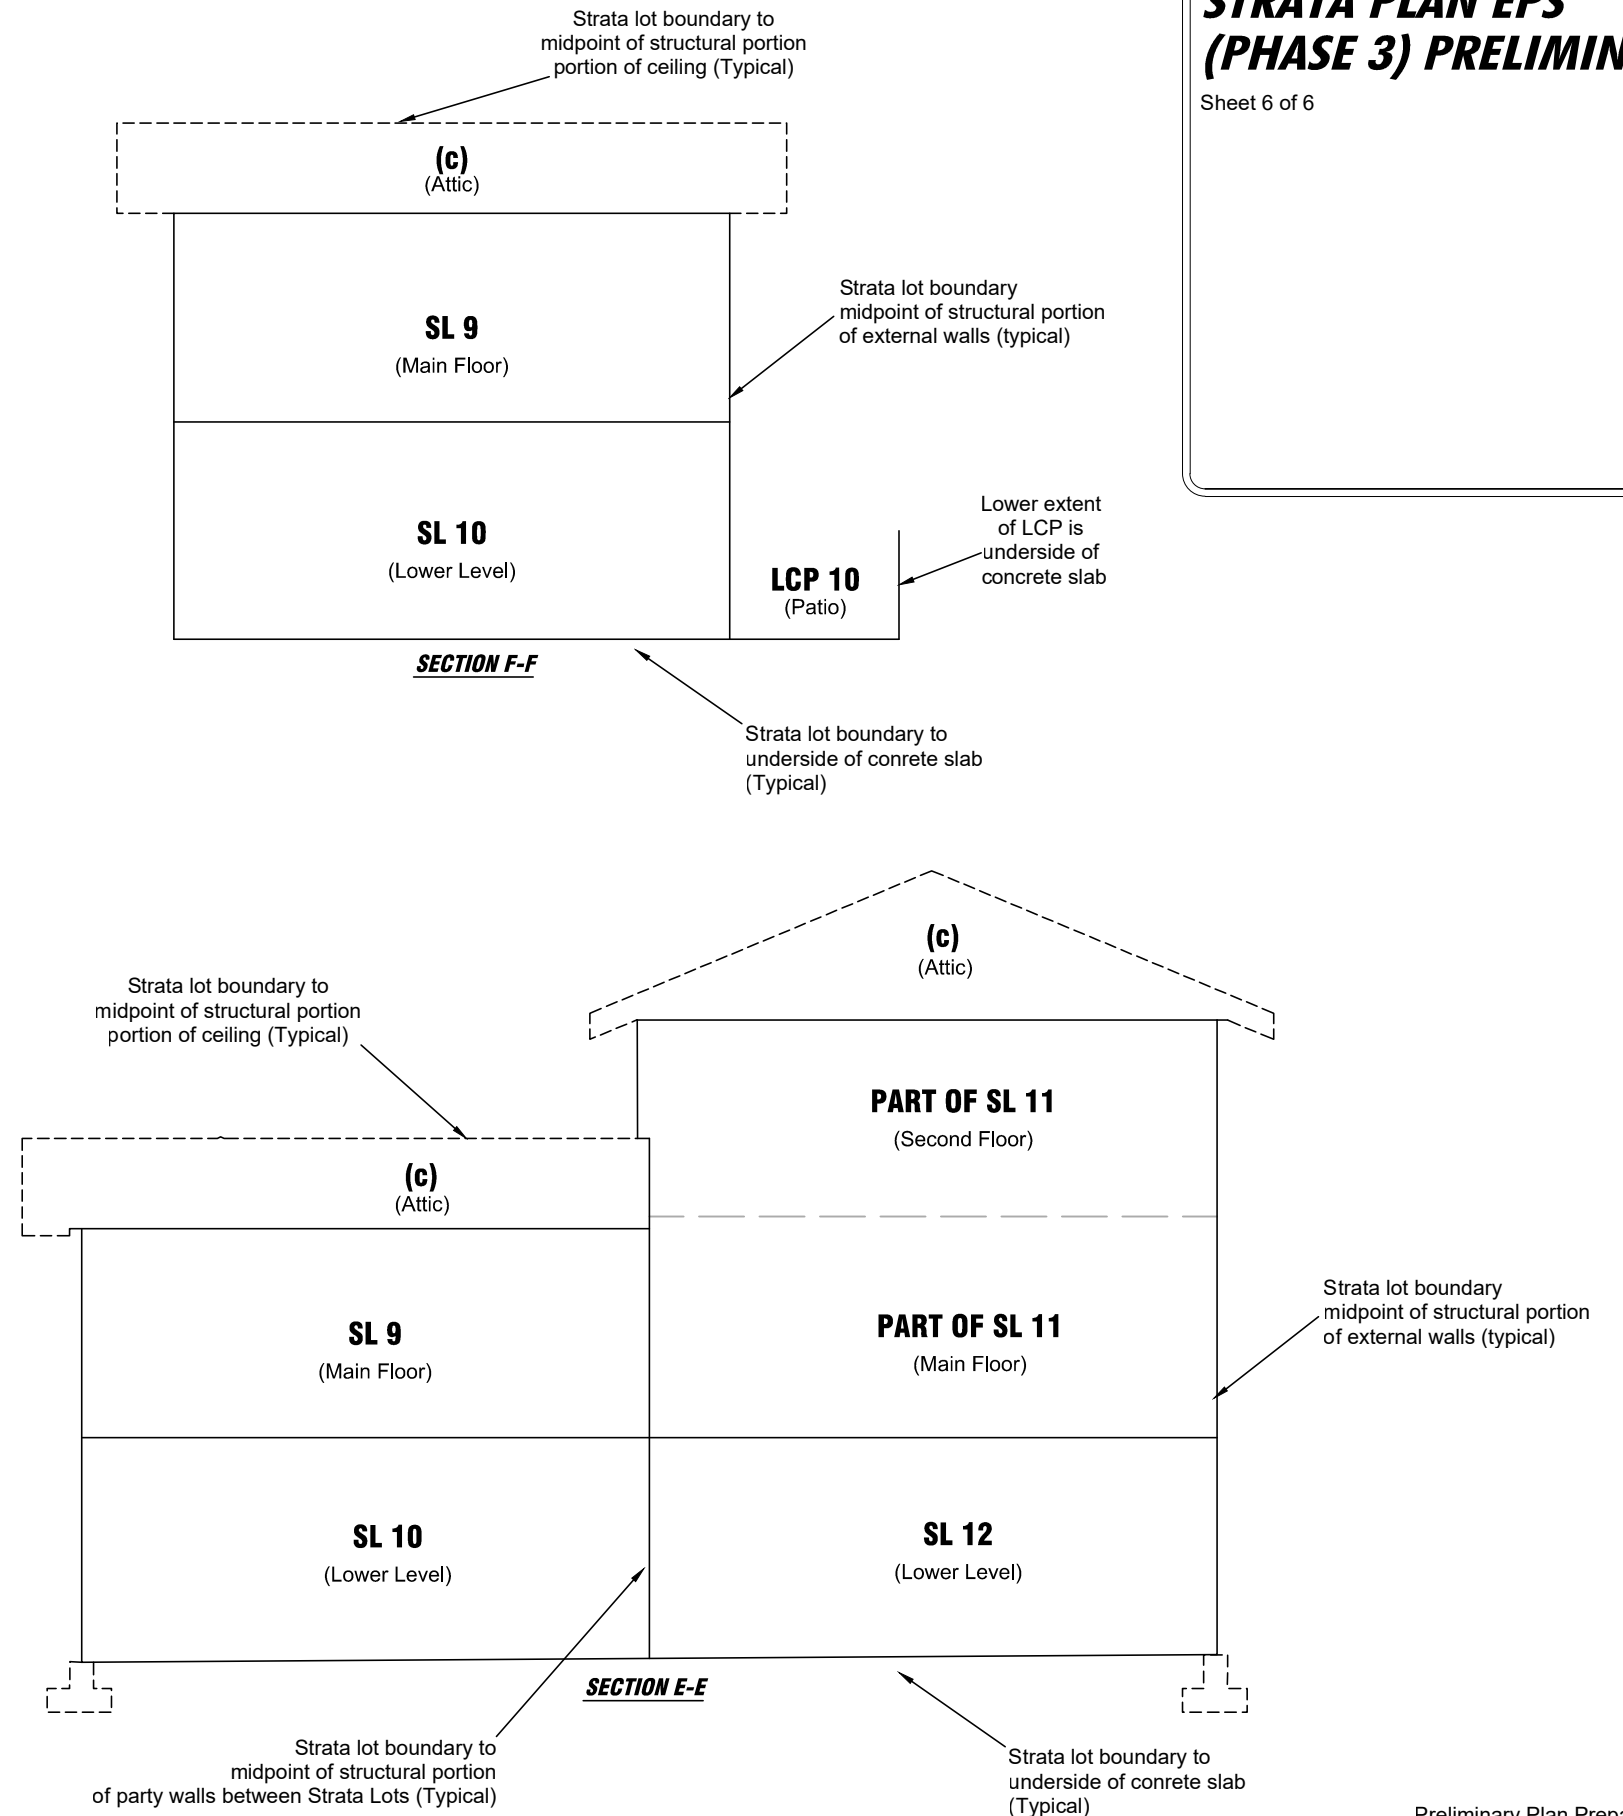 STRATA PLAN EPS
(PHASE 3) PRELIMIN
Sheet 6 of 6
Strata lot boundary to
midpoint of structural portion
portion of ceiling (Typical)
(c)
(Attic)
SL 9
(Main Floor)
Strata lot boundary
midpoint of structural portion
of external walls (typical)
SL 10
(Lower Level)
LCP 10
(Patio)
Lower extent
of LCP is
underside of
concrete slab
SECTION F-F
Strata lot boundary to
underside of conrete slab
(Typical)
(c)
(Attic)
Strata lot boundary to
midpoint of structural portion
portion of ceiling (Typical)
PART OF SL 11
(Second Floor)
(c)
(Attic)
SL 9
(Main Floor)
PART OF SL 11
(Main Floor)
Strata lot boundary
midpoint of structural portion
of external walls (typical)
SL 10
(Lower Level)
SL 12
(Lower Level)
SECTION E-E
Strata lot boundary to
midpoint of structural portion
of party walls between Strata Lots (Typical)
Strata lot boundary to
underside of conrete slab
(Typical)
Preliminary Plan Prepa